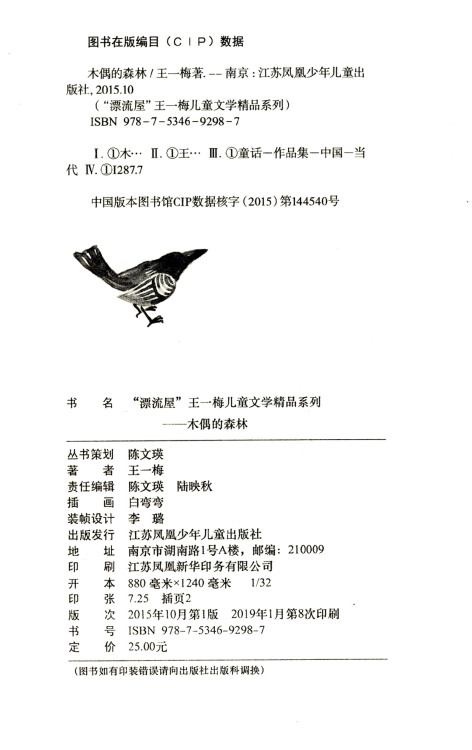 图书在版编目（CIP）数据
木偶的森林/王一梅著. -- 南京：江苏凤凰少年儿童出
版社, 2015.10
（“漂流屋”王一梅儿童文学精品系列）
ISBN 978-7-5346-9298-7
Ⅰ. ①木… Ⅱ. ①王… Ⅲ. ①童话－作品集－中国－当
代 Ⅳ. ①I287.7
中国版本图书馆CIP数据核字（2015）第144540号
书 名 “漂流屋”王一梅儿童文学精品系列
——木偶的森林
丛书策划 陈文瑛
著 者 王一梅
责任编辑 陈文瑛 陆映秋
插 画 白弯弯
装帧设计 李 璐
出版发行 江苏凤凰少年儿童出版社
地 址 南京市湖南路1号A楼，邮编：210009
印 刷 江苏凤凰新华印务有限公司
开 本 880毫米×1240毫米 1/32
印 张 7.25 插页2
版 次 2015年10月第1版 2019年1月第8次印刷
书 号 ISBN 978-7-5346-9298-7
定 价 25.00元
（图书如有印装错误请向出版社出版科调换）